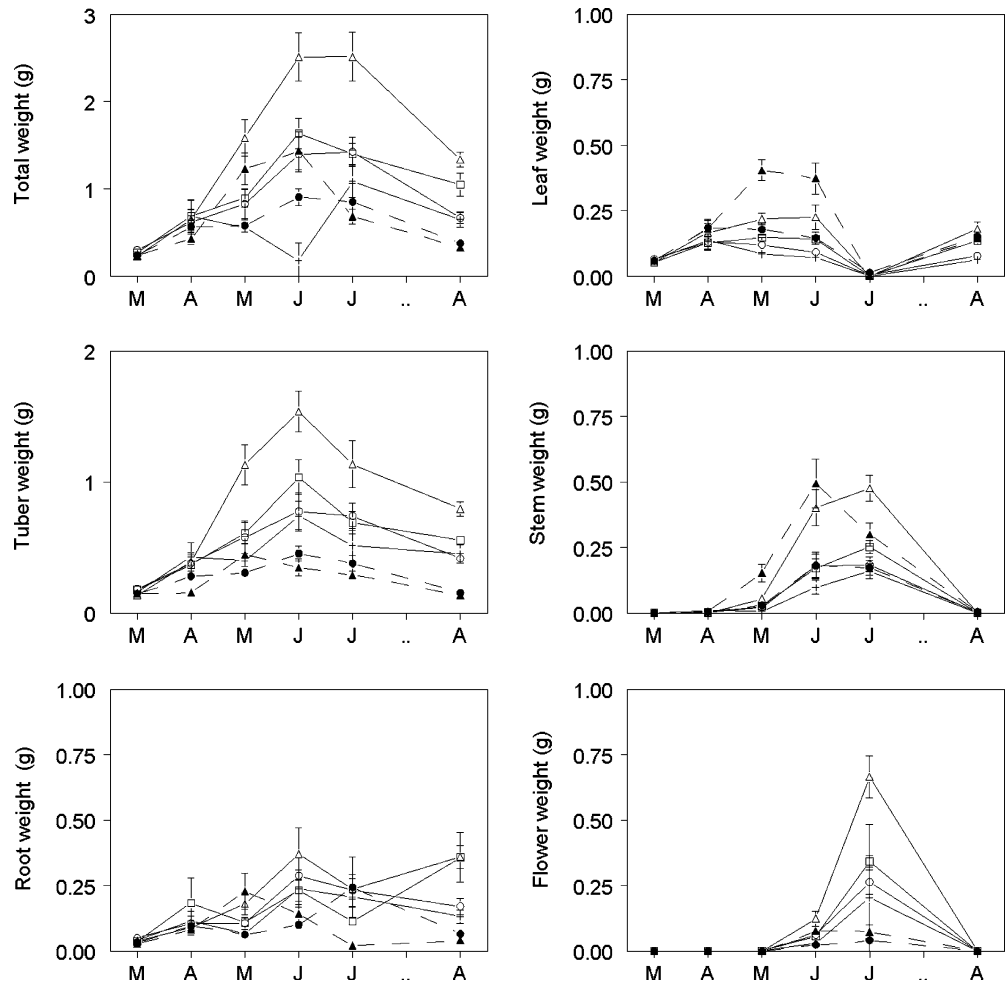 Total weight (g)
3
2
1
0
M A M J J .. A
Leaf weight (g)
1.00
0.75
0.50
0.25
0.00
M A M J J .. A
Tuber weight (g)
2
1
0
M A M J J .. A
Stem weight (g)
1.00
0.75
0.50
0.25
0.00
M A M J J .. A
Root weight (g)
1.00
0.75
0.50
0.25
0.00
M A M J J .. A
Flower weight (g)
1.00
0.75
0.50
0.25
0.00
M A M J J .. A